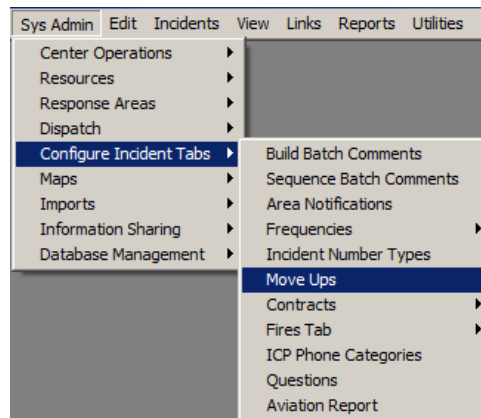 Sys Admin Edit Incidents View Links Reports Utilities
Center Operations
Resources
Response Areas
Dispatch
Configure Incident Tabs
Maps
Imports
Information Sharing
Database Management
Build Batch Comments
Sequence Batch Comments
Area Notifications
Frequencies
Incident Number Types
Move Ups
Contracts
Fires Tab
ICP Phone Categories
Questions
Aviation Report